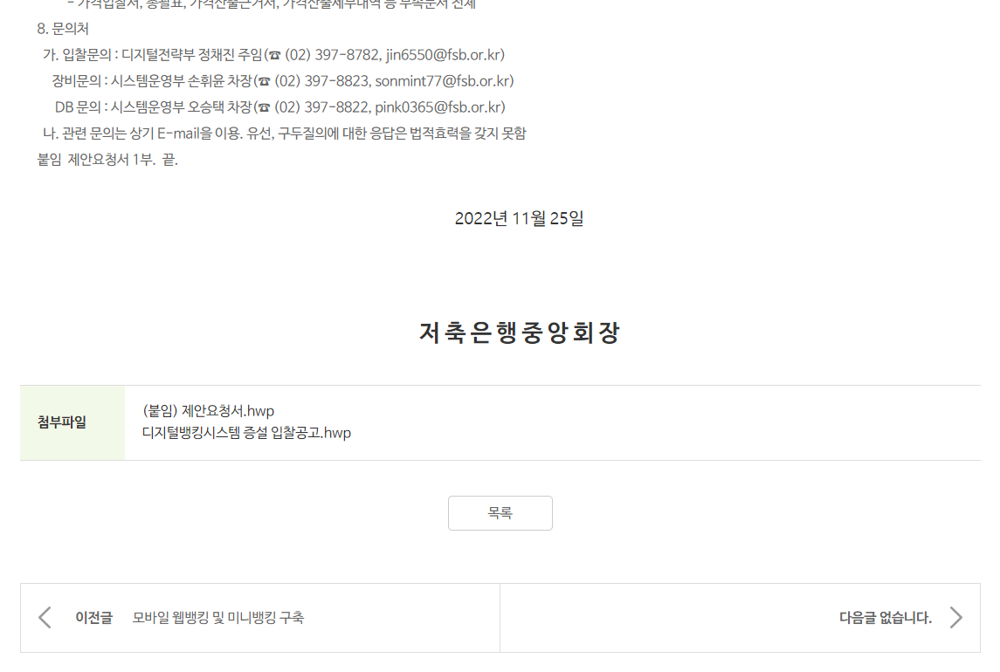 - 가격입찰서, 총괄표, 가격산출근거서, 가격산출세부내역 등 부속문서 전체
8. 문의처
가. 입찰문의 : 디지털전략부 정채진 주임(☎ (02) 397-8782, jin6550@fsb.or.kr)
장비문의 : 시스템운영부 손휘윤 차장(☎ (02) 397-8823, sonmint77@fsb.or.kr)
DB 문의 : 시스템운영부 오승택 차장(☎ (02) 397-8822, pink0365@fsb.or.kr)
나. 관련 문의는 상기 E-mail을 이용. 유선, 구두질의에 대한 응답은 법적효력을 갖지 못함
붙임 제안요청서 1부. 끝.
2022년 11월 25일
저축은행중앙회장
첨부파일
(붙임) 제안요청서.hwp
디지털뱅킹시스템 증설 입찰공고.hwp
목록
이전글 모바일 웹뱅킹 및 미니뱅킹 구축
다음글 없습니다.